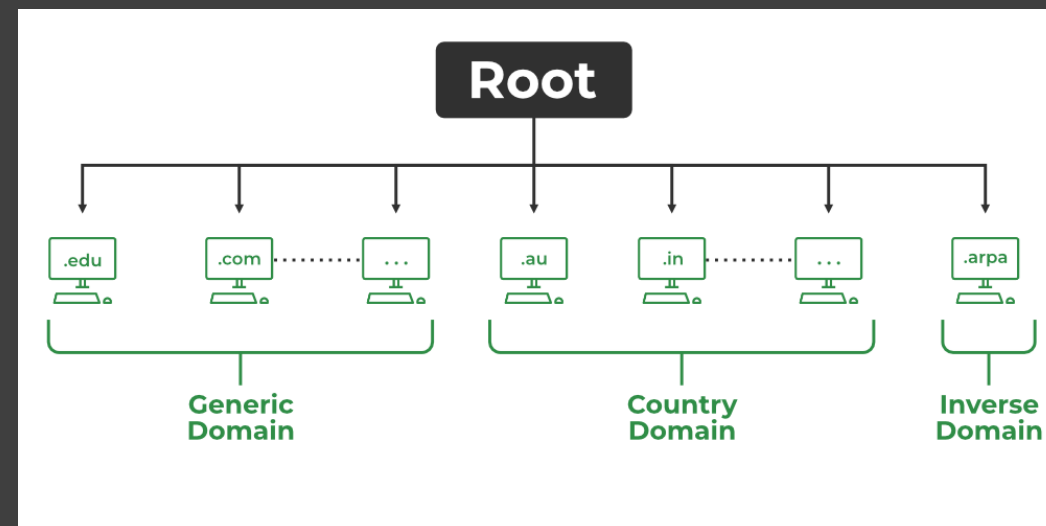 Root
.edu
.com
...
.au
.in
...
.arpa
Generic
Domain
Country
Domain
Inverse
Domain